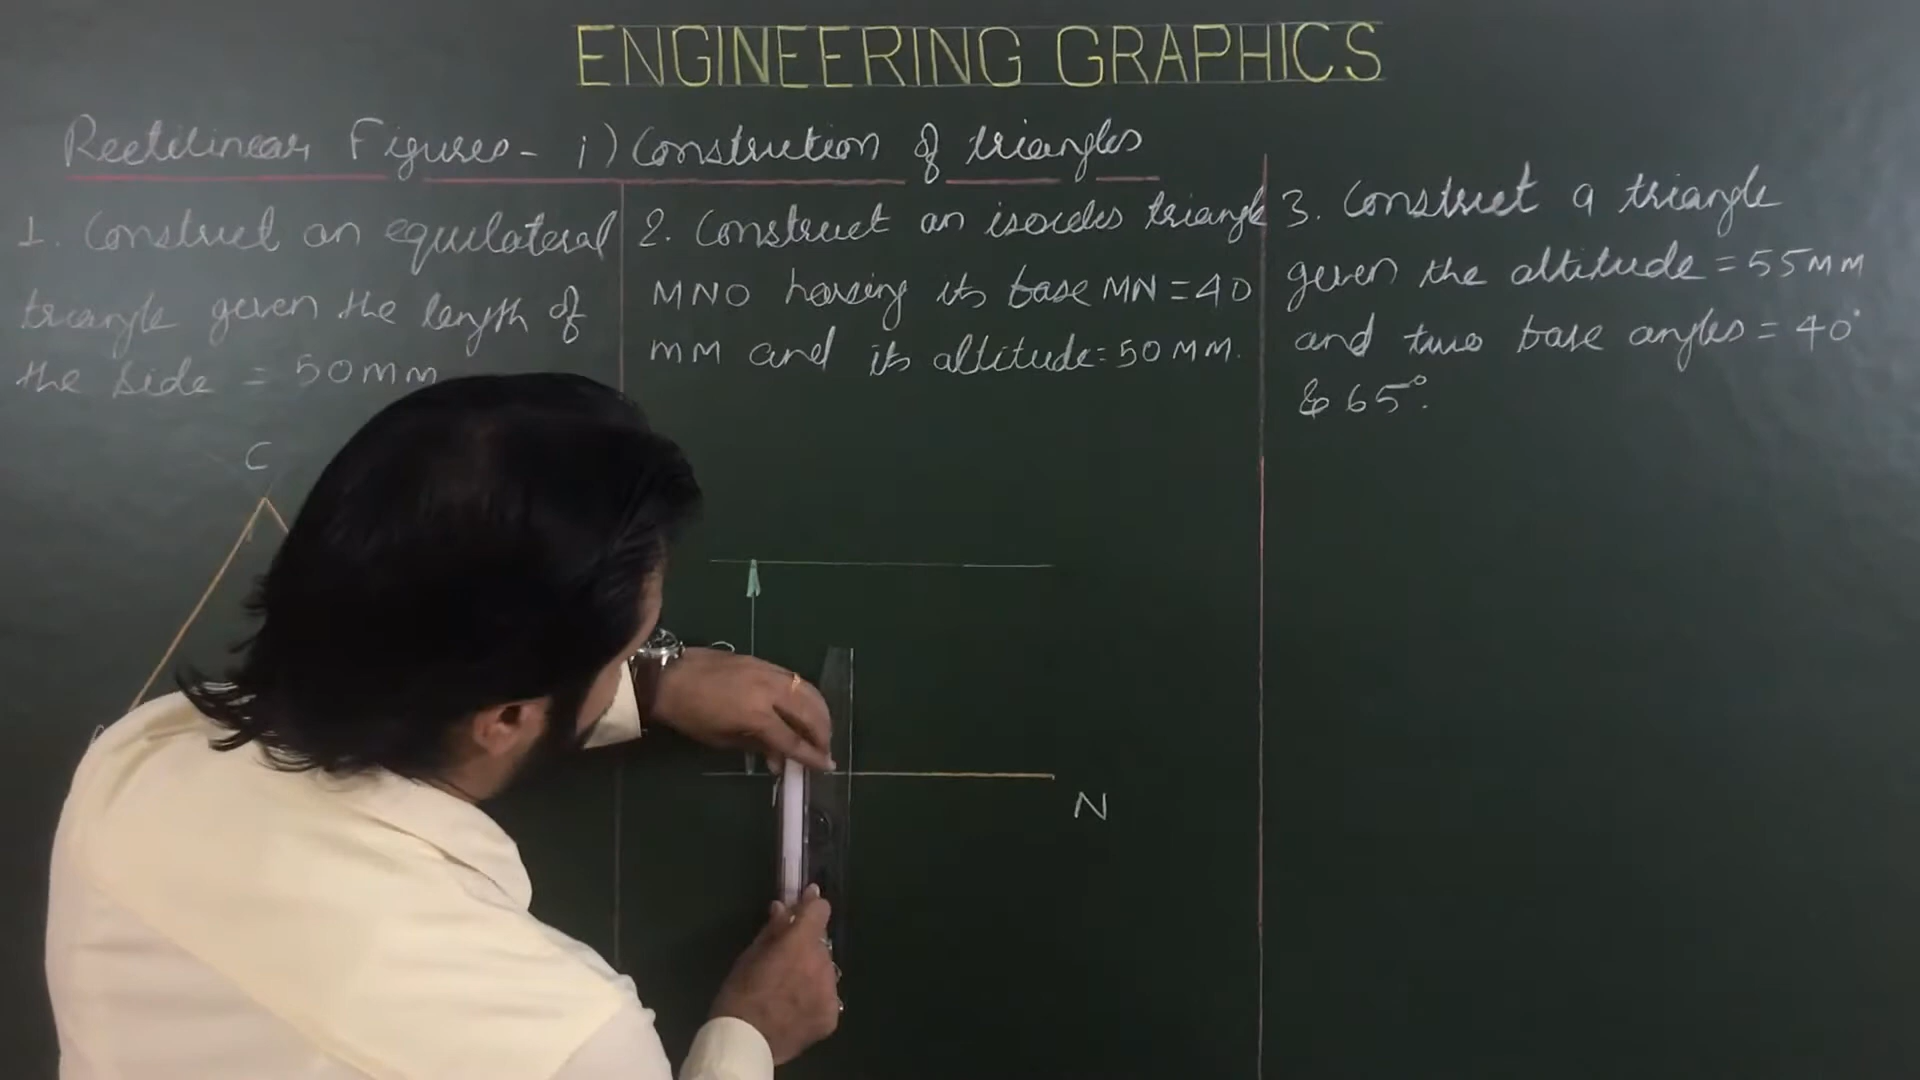 ENGINEERING GRAPHICS
Rectilinear Figures - i) Construction of triangles
1. Construct an equilateral
triangle given the length of
the side = 50mm
C
2. Construct an isoceles triangle
MNO having its base MN = 40
MM and its altitude = 50 MM.
N
3. Construct a triangle
given the altitude = 55MM
and two base angles = 40°
& 65°.